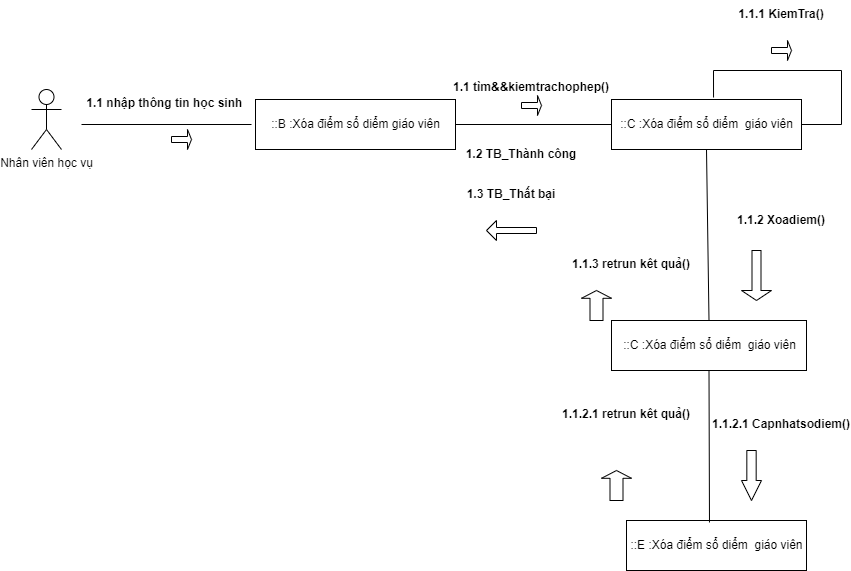 1.1.1 KiemTra()
1.1 nhập thông tin học sinh
1.1 tìm&&kiemtrachophep()
::B :Xóa điểm sổ điểm giáo viên
::C :Xóa điểm sổ điểm giáo viên
Nhân viên học vụ
1.2 TB_Thành công
1.3 TB_Thất bại
1.1.2 Xoadiem()
1.1.3 retrun kêt quả()
::C :Xóa điểm sổ điểm giáo viên
1.1.2.1 retrun kêt quả()
1.1.2.1 Capnhatsodiem()
::E :Xóa điểm sổ điểm giáo viên